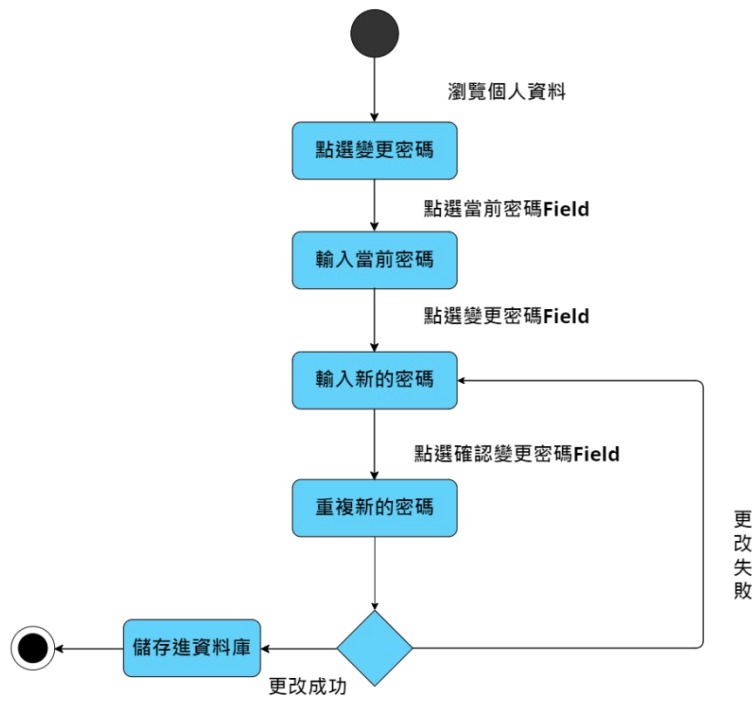 瀏覽個人資料
點選變更密碼
點選當前密碼Field
輸入當前密碼
點選變更密碼Field
輸入新的密碼
點選確認變更密碼Field
重複新的密碼
更改失敗
儲存進資料庫
更改成功